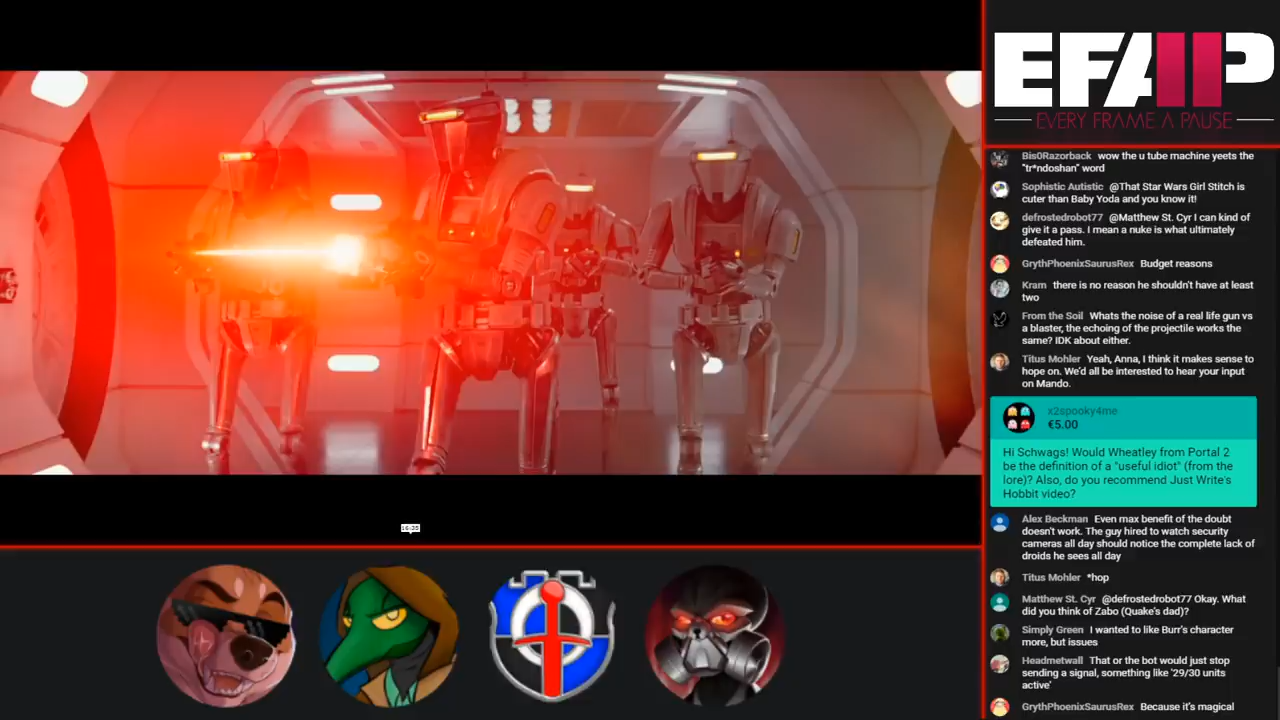 EFAP
EVERY FRAME A PAUSE
Bis0Razorback wow the u tube machine yeets the
"tr*ndoshan" word
Sophistic Autistic @That Star Wars Girl Stitch is
cuter than Baby Yoda and you know it!
defrostedrobot77 @Matthew St. Cyr I can kind of
give it a pass. I mean a nuke is what ultimately
defeated him.
GrythPhoenixSaurusRex Budget reasons
Kram there is no reason he shouldn't have at least
two
From the Soil Whats the noise of a real life gun vs
a blaster, the echoing of the projectile works the
same? IDK about either.
Titus Mohler Yeah, Anna, I think it makes sense to
hope on. We'd all be interested to hear your input
on Mando.
x2spooky4me
€5.00
Hi Schwags! Would Wheatley from Portal 2
be the definition of a "useful idiot" (from the
lore)? Also, do you recommend Just Write's
Hobbit video?
Alex Beckman Even max benefit of the doubt
doesn't work. The guy hired to watch security
cameras all day should notice the complete lack of
droids he sees all day
Titus Mohler *hop
Matthew St. Cyr @defrostedrobot77 Okay. What
did you think of Zabo (Quake's dad)?
Simply Green I wanted to like Burr's character
more, but issues
Headmetwall That or the bot would just stop
sending a signal, something like '29/30 units
active'
GrythPhoenixSaurusRex Because it's magical
16:35